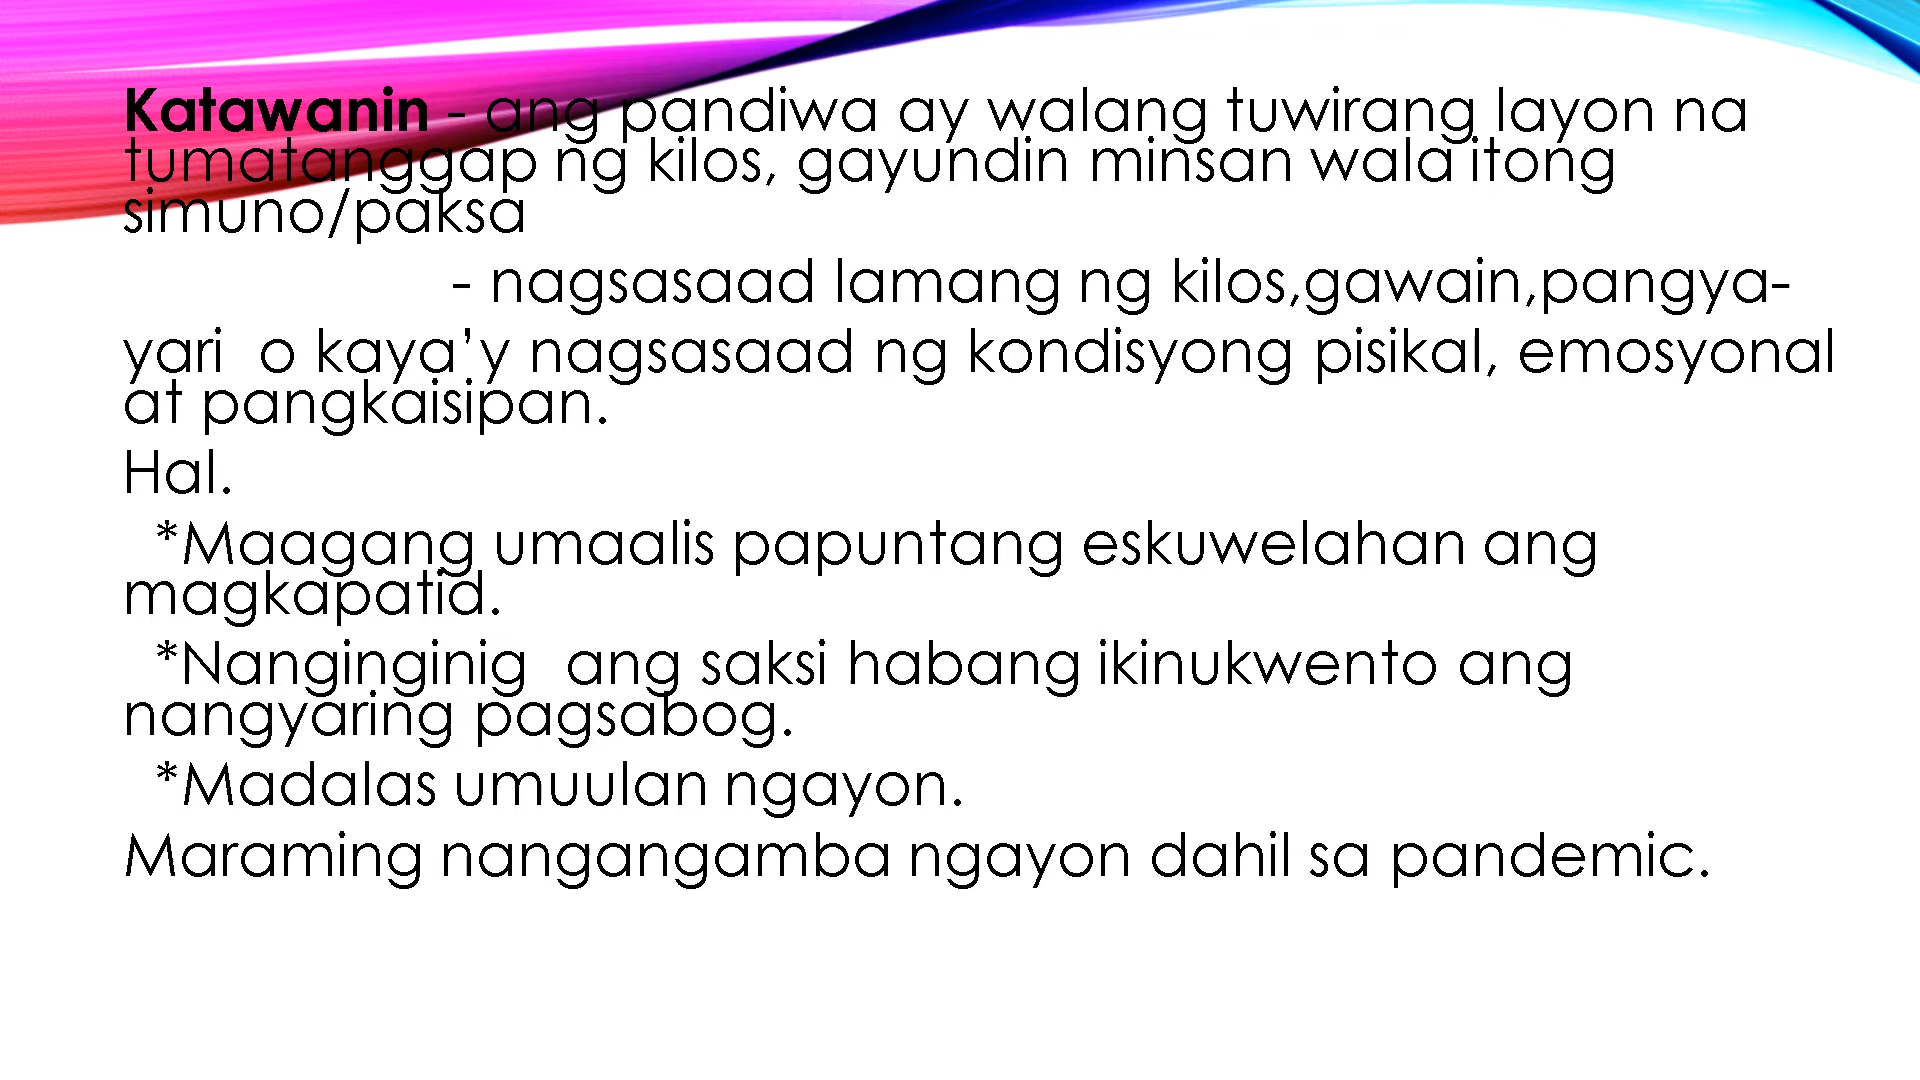 Katawanin - ang pandiwa ay walang tuwirang layon na
tumatanggap ng kilos, gayundin minsan wala itong
simuno/paksa
- nagsasaad lamang ng kilos,gawain,pangya-
yari o kaya’y nagsasaad ng kondisyong pisikal, emosyonal
at pangkaisipan.
Hal.
*Maagang umaalis papuntang eskuwelahan ang
magkapatid.
*Nanginginig ang saksi habang ikinukwento ang
nangyaring pagsabog.
*Madalas umuulan ngayon.
Maraming nangangamba ngayon dahil sa pandemic.